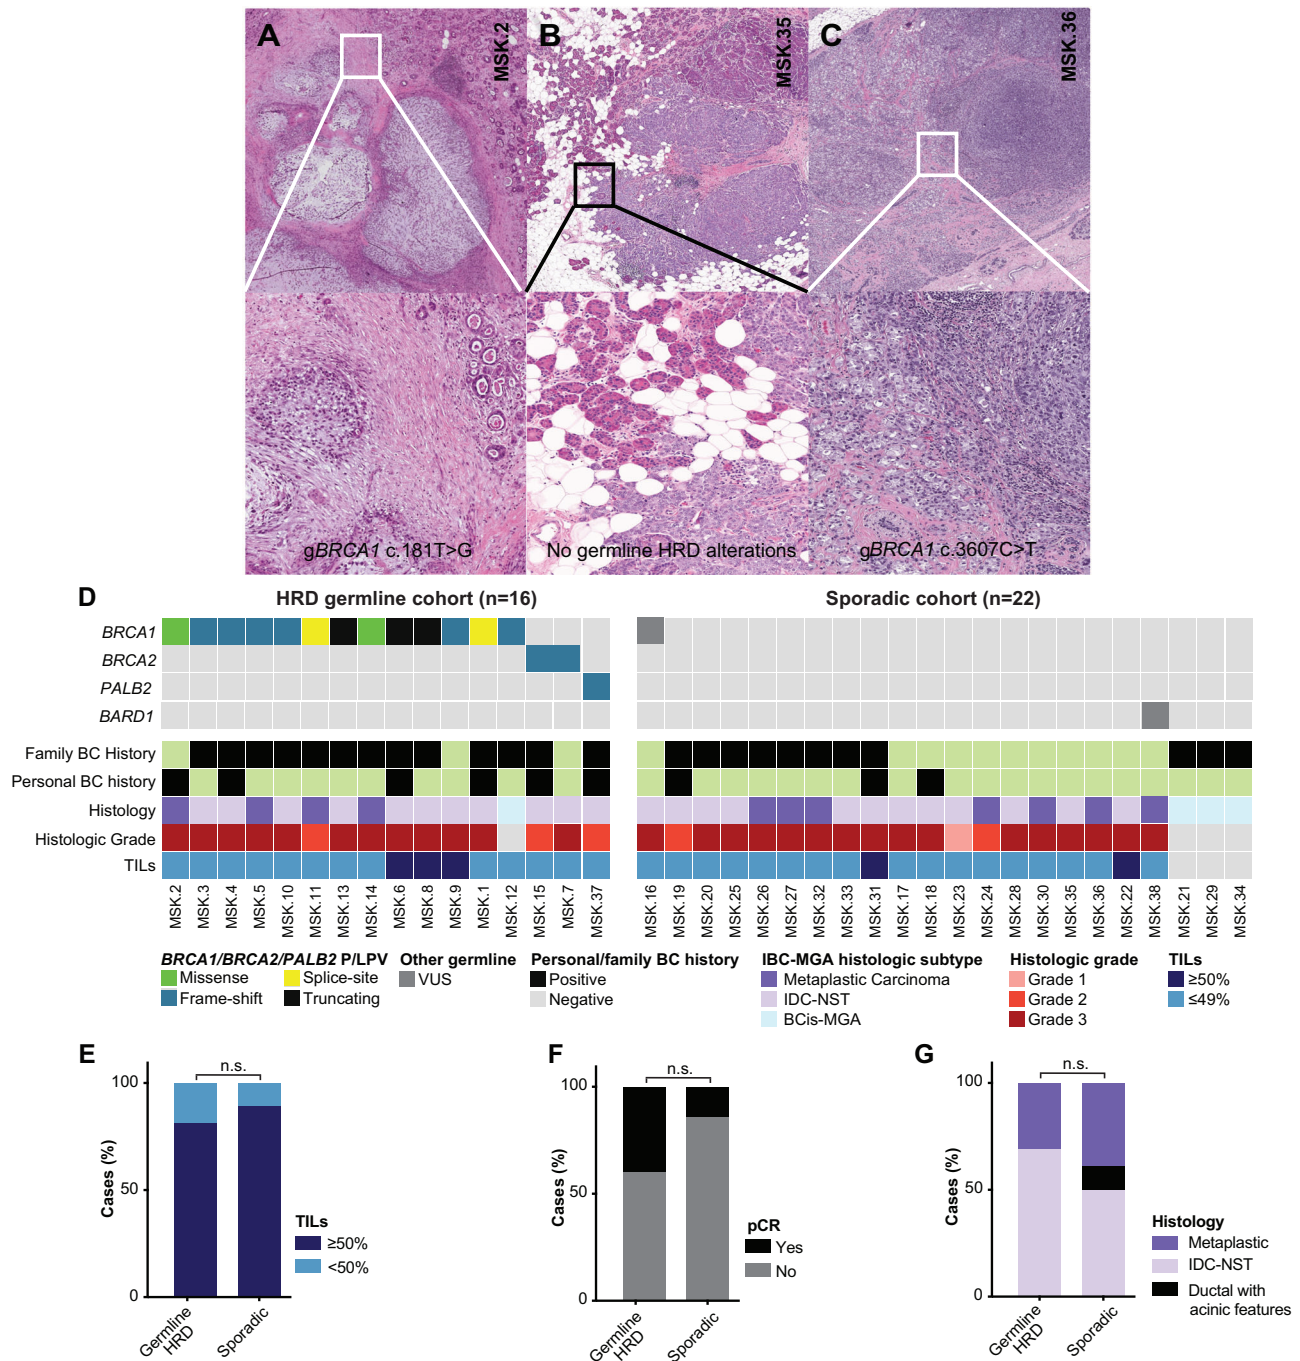 A
MSK.2
B
MSK.35
C
MSK.36
gBRCA1 c.181T>G
No germline HRD alterations
gBRCA1 c.3607C>T
D
HRD germline cohort (n=16)
Sporadic cohort (n=22)
BRCA1
BRCA2
PALB2
BARD1
Family BC History
Personal BC history
Histology
Histologic Grade
TILs
MSK.2
MSK.3
MSK.4
MSK.5
MSK.10
MSK.11
MSK.13
MSK.14
MSK.6
MSK.8
MSK.9
MSK.1
MSK.12
MSK.15
MSK.7
MSK.37
MSK.16
MSK.19
MSK.20
MSK.25
MSK.26
MSK.27
MSK.32
MSK.33
MSK.31
MSK.17
MSK.18
MSK.23
MSK.24
MSK.28
MSK.30
MSK.35
MSK.36
MSK.22
MSK.38
MSK.21
MSK.29
MSK.34
BRCA1/BRCA2/PALB2 P/LPV
Missense
Splice-site
Frame-shift
Truncating
Other germline
VUS
Personal/family BC history
Positive
Negative
IBC-MGA histologic subtype
Metaplastic Carcinoma
IDC-NST
BCis-MGA
Histologic grade
Grade 1
Grade 2
Grade 3
TILs
≥50%
≤49%
E
n.s.
100
50
0
Cases (%)
Germline
HRD
Sporadic
TILs
≥50%
<50%
F
n.s.
100
50
0
Cases (%)
Germline
HRD
Sporadic
pCR
Yes
No
G
n.s.
100
50
0
Cases (%)
Germline
HRD
Sporadic
Histology
Metaplastic
IDC-NST
Ductal with
acinic features